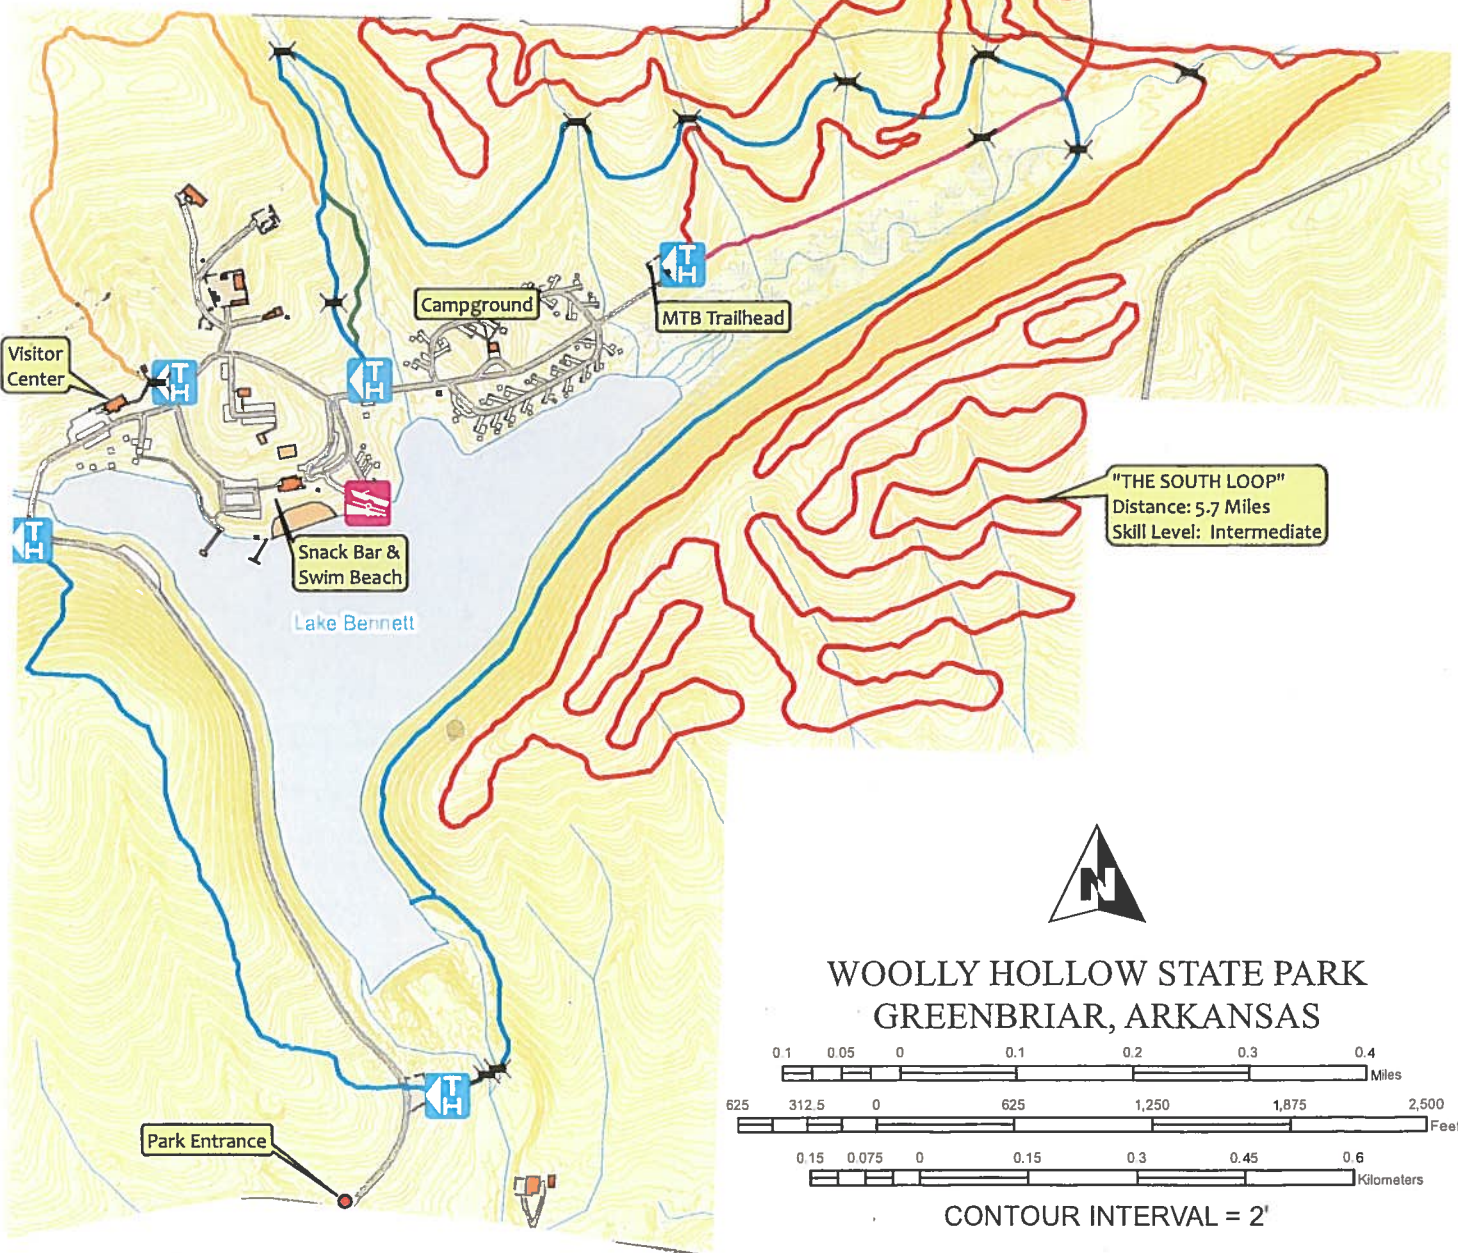 Campground
T
H
MTB Trailhead
Visitor
Center
T
H
T
H
"THE SOUTH LOOP"
Distance: 5.7 Miles
Skill Level: Intermediate
T
H
Snack Bar &
Swim Beach
Lake Bennett
N
WOOLLY HOLLOW STATE PARK
GREENBRIAR, ARKANSAS
0.1 0.05 0 0.1 0.2 0.3 0.4
Miles
625 312.5 0 625 1,250 1,875 2,500
Feet
0.15 0.075 0 0.15 0.3 0.45 0.6
Kilometers
CONTOUR INTERVAL = 2'
T
H
Park Entrance